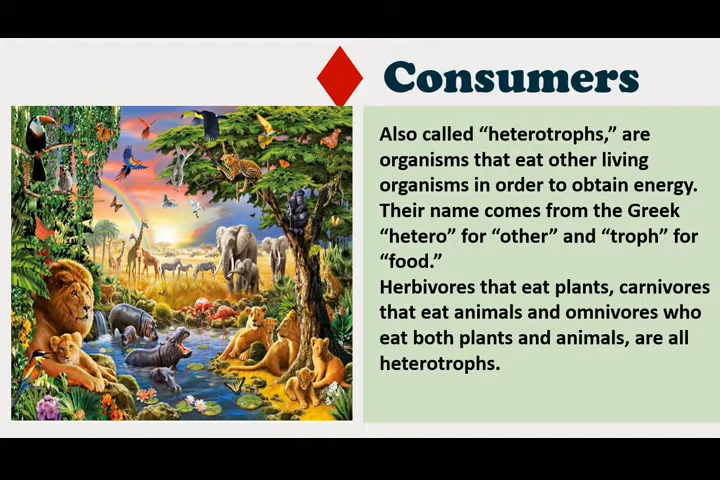 Consumers
Also called “heterotrophs,” are
organisms that eat other living
organisms in order to obtain energy.
Their name comes from the Greek
“hetero” for “other” and “troph” for
“food.”
Herbivores that eat plants, carnivores
that eat animals and omnivores who
eat both plants and animals, are all
heterotrophs.